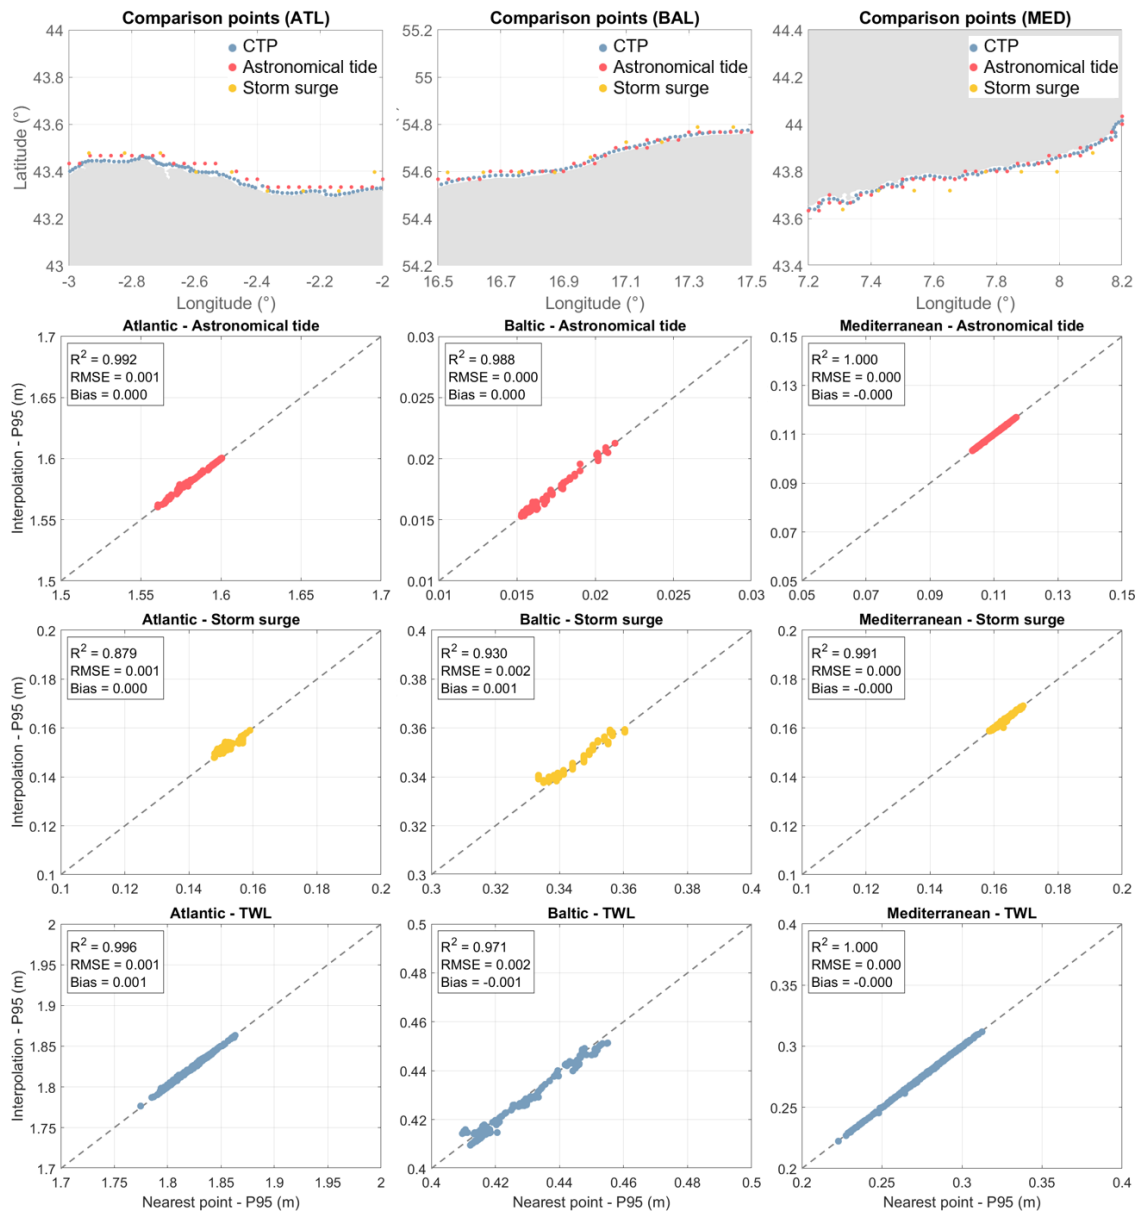 Comparison points (ATL)
CTP
Astronomical tide
Storm surge
44
43.8
43.6
43.4
43.2
43
Latitude (°)
-3
-2.8
-2.6
-2.4
-2.2
-2
Longitude (°)
Comparison points (BAL)
CTP
Astronomical tide
Storm surge
55.2
55
54.8
54.6
54.4
54.2
16.5
16.7
16.9
17.1
17.3
17.5
Longitude (°)
Comparison points (MED)
CTP
Astronomical tide
Storm surge
44.4
44.2
44
43.8
43.6
43.4
7.2
7.4
7.6
7.8
8
8.2
Longitude (°)
Atlantic - Astronomical tide
R² = 0.992
RMSE = 0.001
Bias = 0.000
1.7
1.65
1.6
1.55
1.5
Interpolation - P95 (m)
1.5
1.55
1.6
1.65
1.7
Baltic - Astronomical tide
R² = 0.988
RMSE = 0.000
Bias = 0.000
0.03
0.025
0.02
0.015
0.01
0.01
0.015
0.02
0.025
0.03
Mediterranean - Astronomical tide
R² = 1.000
RMSE = 0.000
Bias = -0.000
0.15
0.13
0.11
0.09
0.07
0.05
0.05
0.07
0.09
0.11
0.13
0.15
Atlantic - Storm surge
R² = 0.879
RMSE = 0.001
Bias = 0.000
0.2
0.18
0.16
0.14
0.12
0.1
Interpolation - P95 (m)
0.1
0.12
0.14
0.16
0.18
0.2
Baltic - Storm surge
R² = 0.930
RMSE = 0.002
Bias = 0.001
0.4
0.38
0.36
0.34
0.32
0.3
0.3
0.32
0.34
0.36
0.38
0.4
Mediterranean - Storm surge
R² = 0.991
RMSE = 0.000
Bias = -0.000
0.2
0.18
0.16
0.14
0.12
0.1
0.1
0.12
0.14
0.16
0.18
0.2
Atlantic - TWL
R² = 0.996
RMSE = 0.001
Bias = 0.001
2
1.95
1.9
1.85
1.8
1.75
1.7
Interpolation - P95 (m)
1.7
1.75
1.8
1.85
1.9
1.95
2
Nearest point - P95 (m)
Baltic - TWL
R² = 0.971
RMSE = 0.002
Bias = -0.001
0.5
0.48
0.46
0.44
0.42
0.4
0.4
0.42
0.44
0.46
0.48
0.5
Nearest point - P95 (m)
Mediterranean - TWL
R² = 1.000
RMSE = 0.000
Bias = -0.000
0.4
0.35
0.3
0.25
0.2
0.2
0.25
0.3
0.35
0.4
Nearest point - P95 (m)